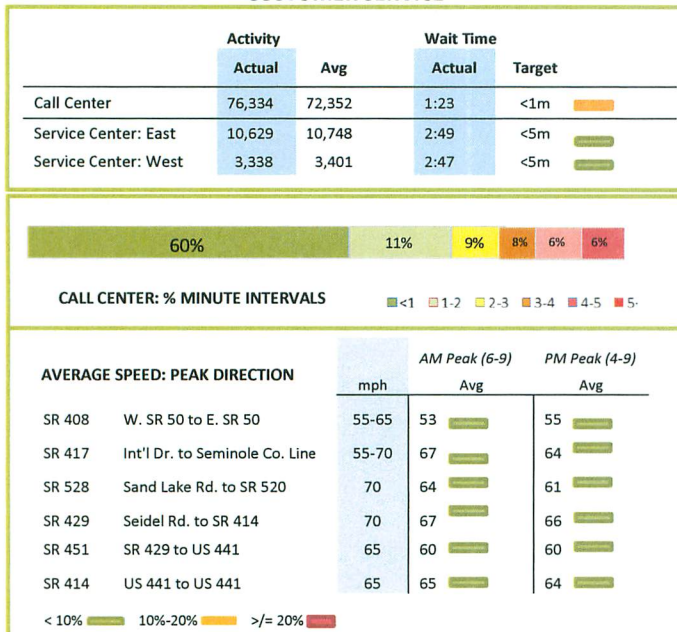 Activity Wait Time
Actual Avg Actual Target
Call Center 76,334 72,352 1:23 <1m
Service Center: East 10,629 10,748 2:49 <5m
Service Center: West 3,338 3,401 2:47 <5m
60% 11% 9% 8% 6% 6%
CALL CENTER: % MINUTE INTERVALS <1 1-2 2-3 3-4 4-5 5-
AM Peak (6-9) PM Peak (4-9)
AVERAGE SPEED: PEAK DIRECTION mph Avg Avg
SR 408 W. SR 50 to E. SR 50 55-65 53 55
SR 417 Int'l Dr. to Seminole Co. Line 55-70 67 64
SR 528 Sand Lake Rd. to SR 520 70 64 61
SR 429 Seidel Rd. to SR 414 70 67 66
SR 451 SR 429 to US 441 65 60 60
SR 414 US 441 to US 441 65 65 64
< 10% 10%-20% >/= 20%